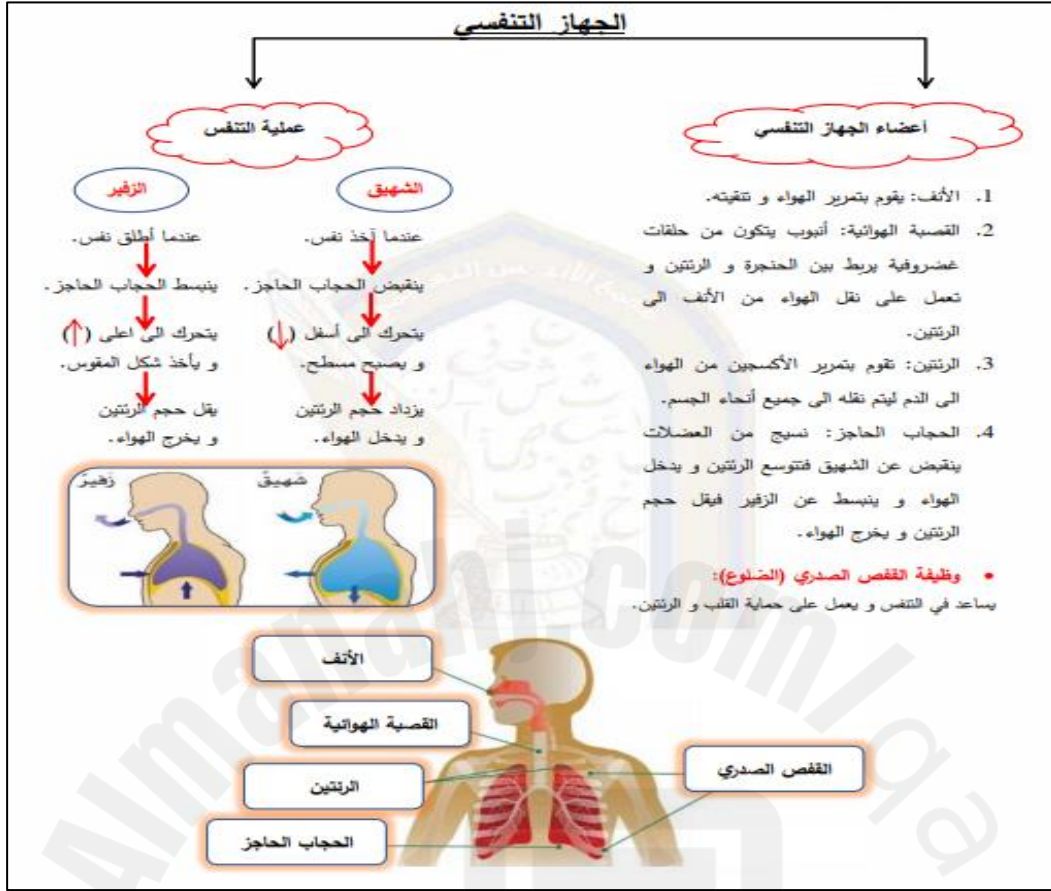 الجهاز التنفسي
أعضاء الجهاز التنفسي
1. الأنف: يقوم بتمرير الهواء و تنقيته.
2. القصبة الهوائية: أنبوب يتكون من حلقات
غضروفية يربط بين الحنجرة و الرئتين و
تعمل على نقل الهواء من الأنف الى
الرئتين.
3. الرئتين: تقوم بتمرير الأكسجين من الهواء
الى الدم ليتم نقله الى جميع أنحاء الجسم.
4. الحجاب الحاجز: نسيج من العضلات
ينقبض عن الشهيق فتتوسع الرئتين و يدخل
الهواء و ينبسط عن الزفير فيقل حجم
الرئتين و يخرج الهواء.
• وظيفة القفص الصدري (الضلوع):
يساعد في التنفس و يعمل على حماية القلب و الرئتين.
عملية التنفس
الشهيق
عندما آخذ نفس.
ينقبض الحجاب الحاجز.
يتحرك الى أسفل (↓)
و يصبح مسطح.
يزداد حجم الرئتين
و يدخل الهواء.
الزفير
عندما أطلق نفس.
ينبسط الحجاب الحاجز.
يتحرك الى اعلى (↑)
و يأخذ شكل المقوس.
يقل حجم الرئتين
و يخرج الهواء.
شهيق
زفير
الأنف
القصبة الهوائية
الرئتين
الحجاب الحاجز
القفص الصدري
Almanahj.com/qa